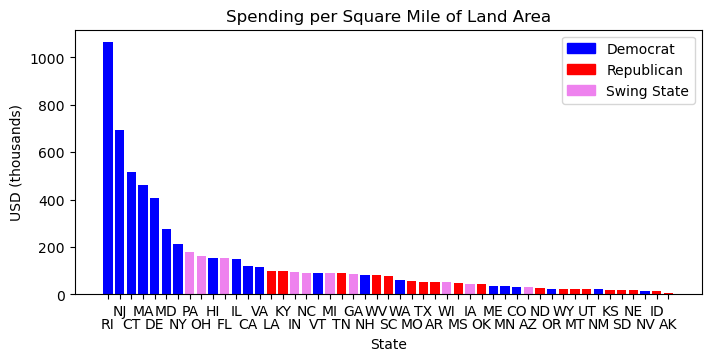 Spending per Square Mile of Land Area
Democrat
Republican
Swing State
USD (thousands)
1000
800
600
400
200
0
NJ MA MD PA HI IL VA KY NC MI GA WV WA TX WI IA ME CO ND WY UT KS NE ID
RI CT DE NY OH FL CA LA IN VT TN NH SC MO AR MS OK MN AZ OR MT NM SD NV AK
State